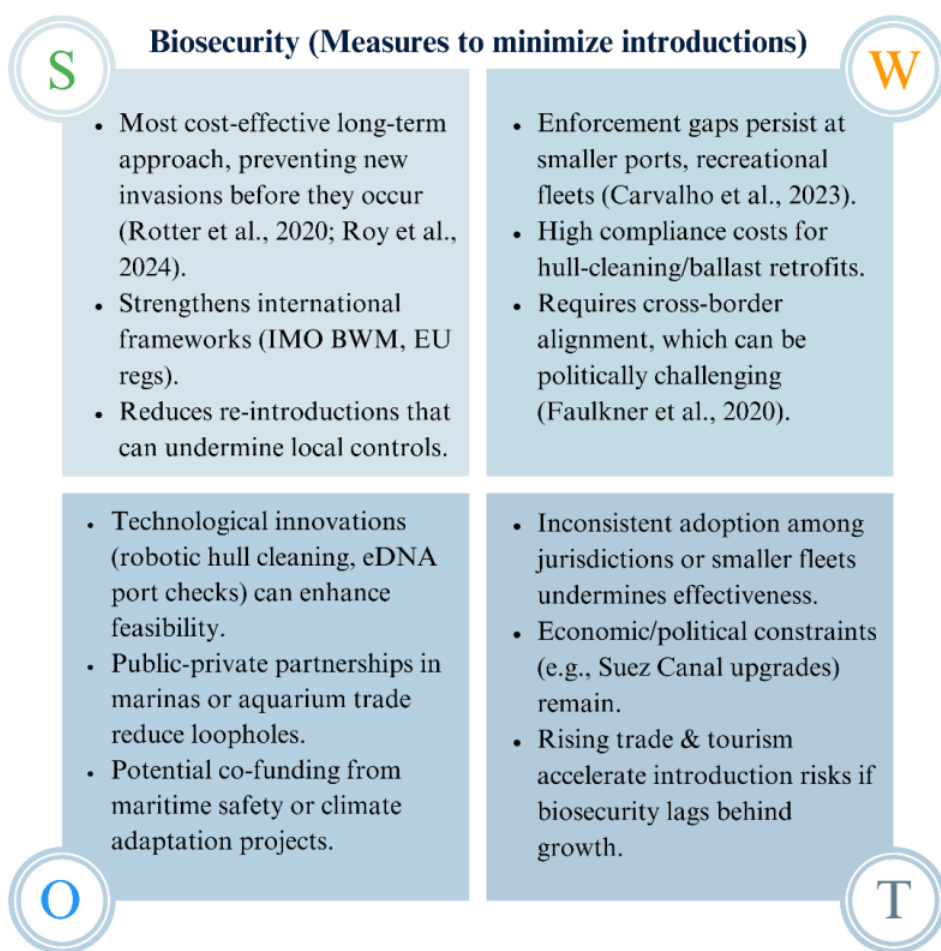 Biosecurity (Measures to minimize introductions)
S
W
• Most cost-effective long-term
approach, preventing new
invasions before they occur
(Rotter et al., 2020; Roy et al.,
2024).
• Strengthens international
frameworks (IMO BWM, EU
regs).
• Reduces re-introductions that
can undermine local controls.
• Enforcement gaps persist at
smaller ports, recreational
fleets (Carvalho et al., 2023).
• High compliance costs for
hull-cleaning/ballast retrofits.
• Requires cross-border
alignment, which can be
politically challenging
(Faulkner et al., 2020).
• Technological innovations
(robotic hull cleaning, eDNA
port checks) can enhance
feasibility.
• Public-private partnerships in
marinas or aquarium trade
reduce loopholes.
• Potential co-funding from
maritime safety or climate
adaptation projects.
• Inconsistent adoption among
jurisdictions or smaller fleets
undermines effectiveness.
• Economic/political constraints
(e.g., Suez Canal upgrades)
remain.
• Rising trade & tourism
accelerate introduction risks if
biosecurity lags behind
growth.
O
T